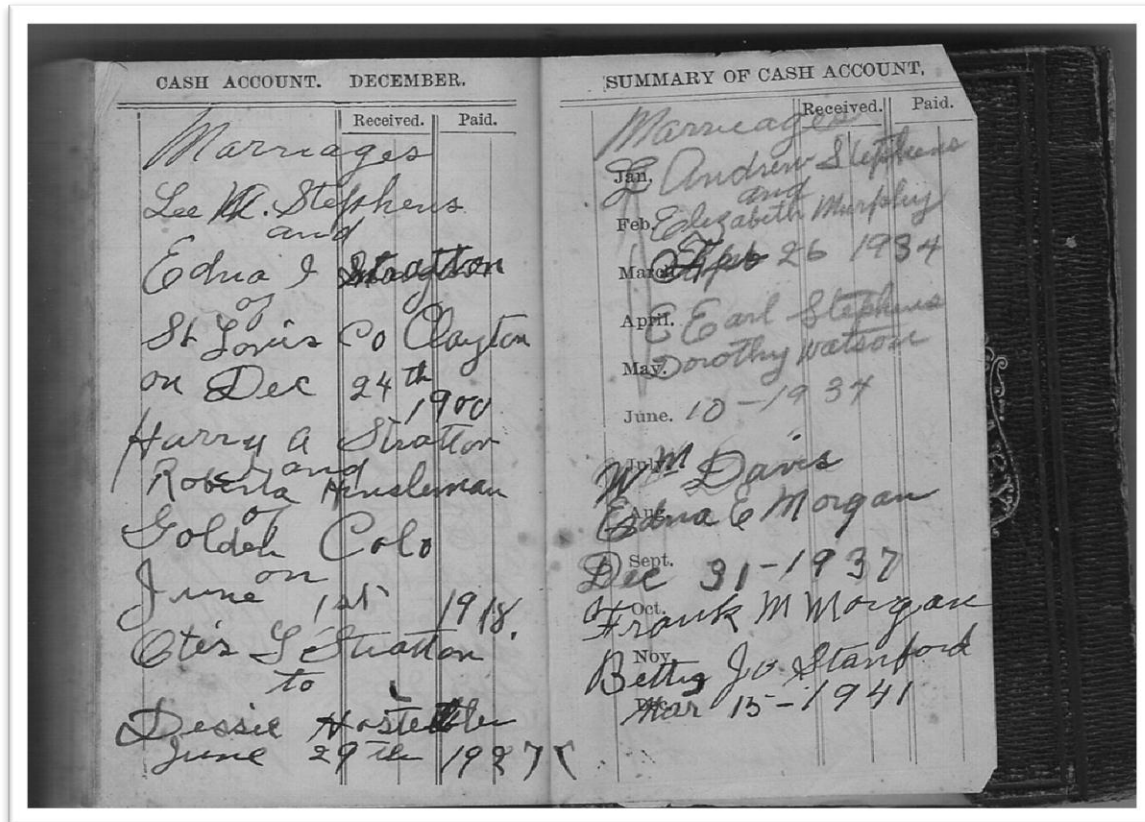 CASH ACCOUNT. DECEMBER.
Received. Paid.
Marriages
Lee A. Stephens
and
Edna I Stratton
of
St Louis Co Clayton
on Dec 24th
1900
Harry A Stratton
and
Roberta
of
Golden Colo
on
June 1st 1918.
Otis L Stratton
to
Dessie Hostettler
June 29th 1927
SUMMARY OF CASH ACCOUNT.
Received. Paid.
Marriages
Jan. L Andrew Stephens
and
Feb. Elizabeth Murphy
March. 26 1934
April. E Earl Stephens
May. Dorothy Watson
June. 10-1934
July. Wm Davis
Aug. Edna E Morgan
Sept. Dec 31-1937
Oct. Frank M Morgan
Nov. Betty Jo Stanford
Dec. Mar 15-1941